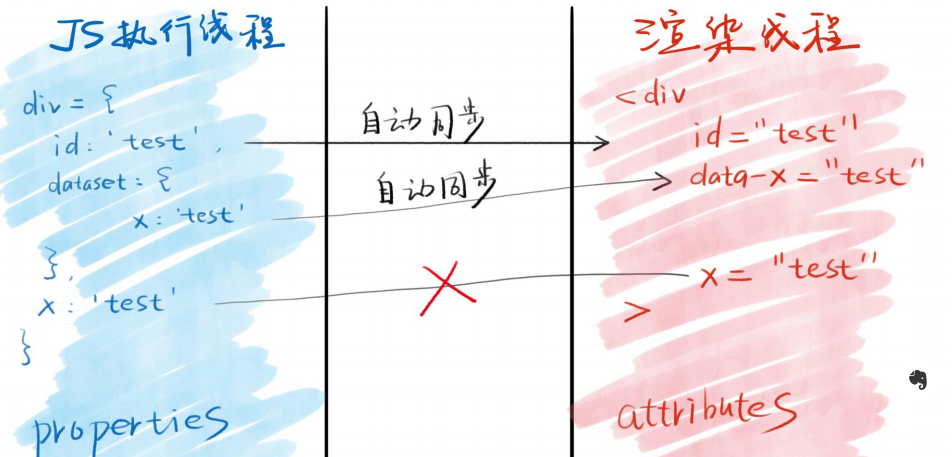 JS执行线程
div = {
id: 'test',
dataset: {
x: 'test'
},
x: 'test'
}
properties
自动同步
自动同步
渲染线程
<div
id="test"
data-x="test"
x="test"
>
attributes